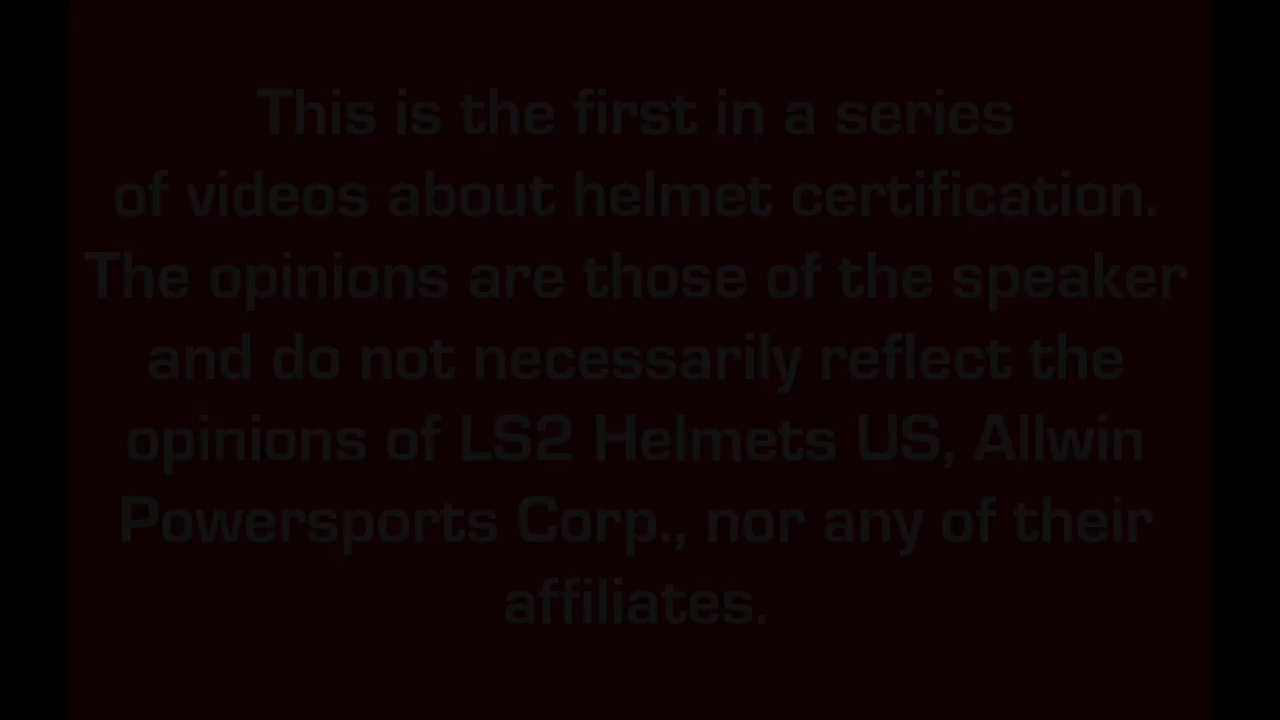 This is the first in a series
of videos about helmet certification.
The opinions are those of the speaker
and do not necessarily reflect the
opinions of LS2 Helmets US, Allwin
Powersports Corp., nor any of their
affiliates.